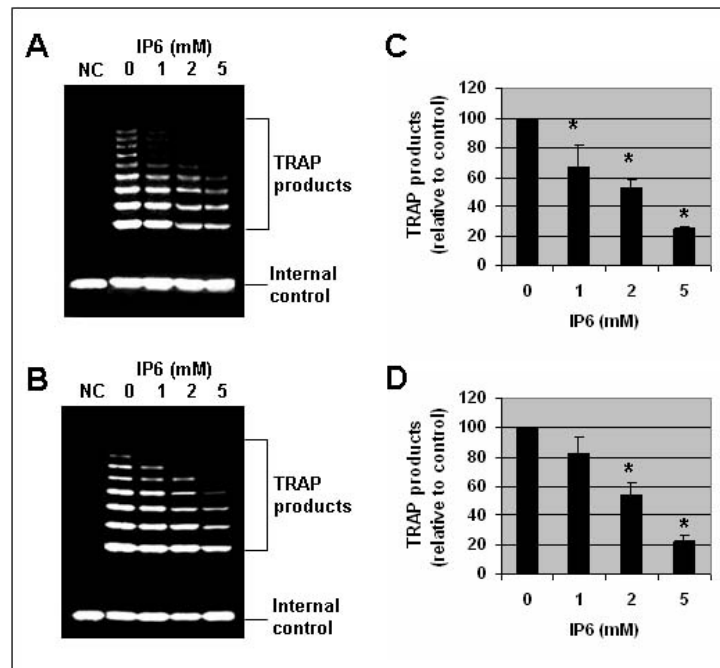 A
IP6 (mM)
NC 0 1 2 5
TRAP
products
Internal
control
B
IP6 (mM)
NC 0 1 2 5
TRAP
products
Internal
control
C
TRAP products
(relative to control)
120
100
80
60
40
20
0
*
*
*
0 1 2 5
IP6 (mM)
D
TRAP products
(relative to control)
120
100
80
60
40
20
0
*
*
0 1 2 5
IP6 (mM)